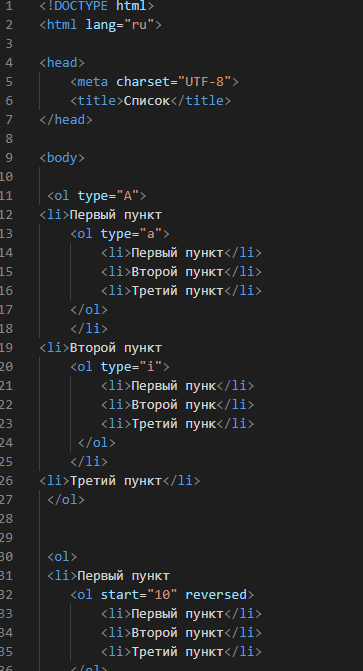 1 <!DOCTYPE html>
2 <html lang="ru">
3
4 <head>
5     <meta charset="UTF-8">
6     <title>Список</title>
7 </head>
8
9 <body>
10
11  <ol type="A">
12 <li>Первый пункт
13     <ol type="a">
14         <li>Первый пункт</li>
15         <li>Второй пункт</li>
16         <li>Третий пункт</li>
17     </ol>
18     </li>
19 <li>Второй пункт
20     <ol type="i">
21         <li>Первый пунк</li>
22         <li>Второй пунк</li>
23         <li>Третий пунк</li>
24      </ol>
25     </li>
26 <li>Третий пункт</li>
27  </ol>
28
29
30  <ol>
31  <li>Первый пункт
32     <ol start="10" reversed>
33         <li>Первый пункт</li>
34         <li>Второй пункт</li>
35         <li>Третий пункт</li>
36     </ol>